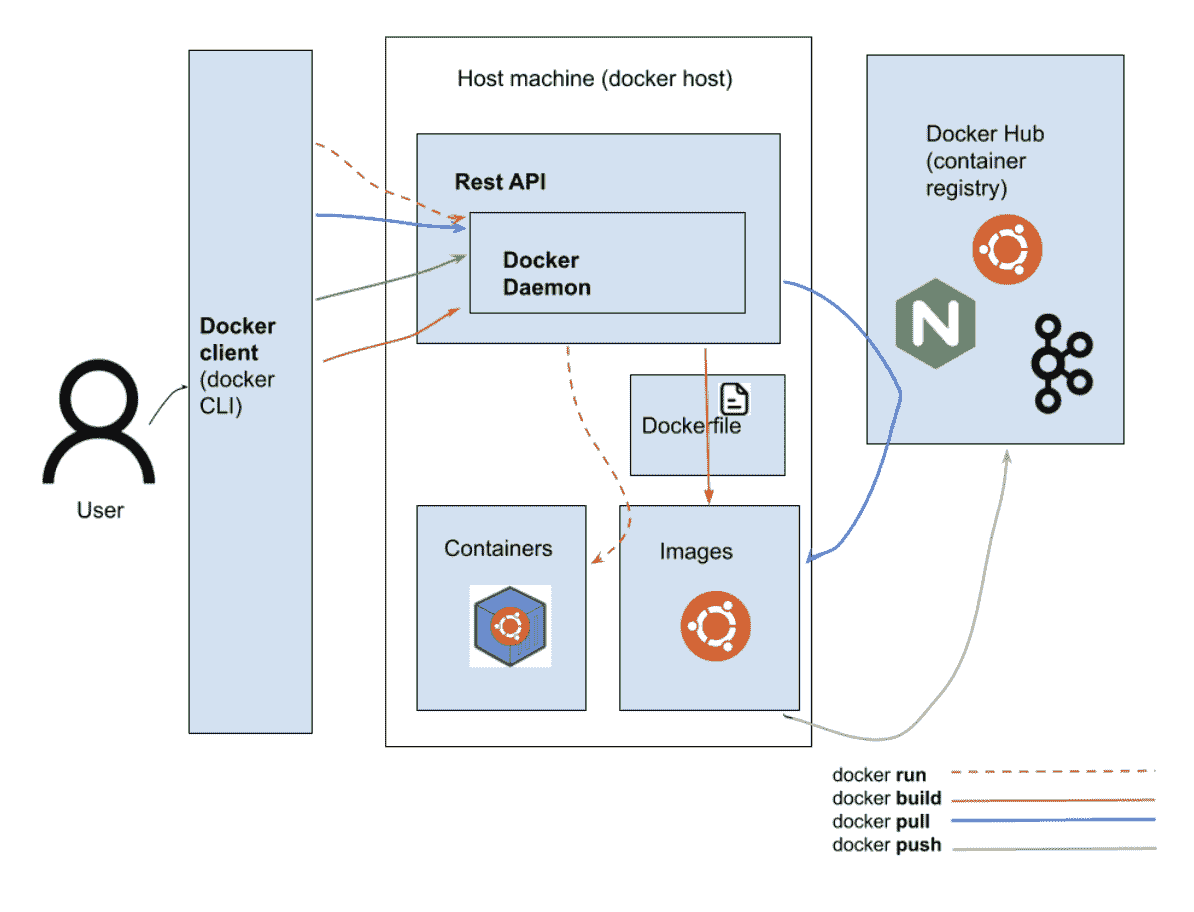 Host machine (docker host)
Rest API
Docker
Daemon
Docker Hub
(container
registry)
N
Docker
client
(docker
CLI)
User
Dockerfile
Containers
Images
docker run
docker build
docker pull
docker push